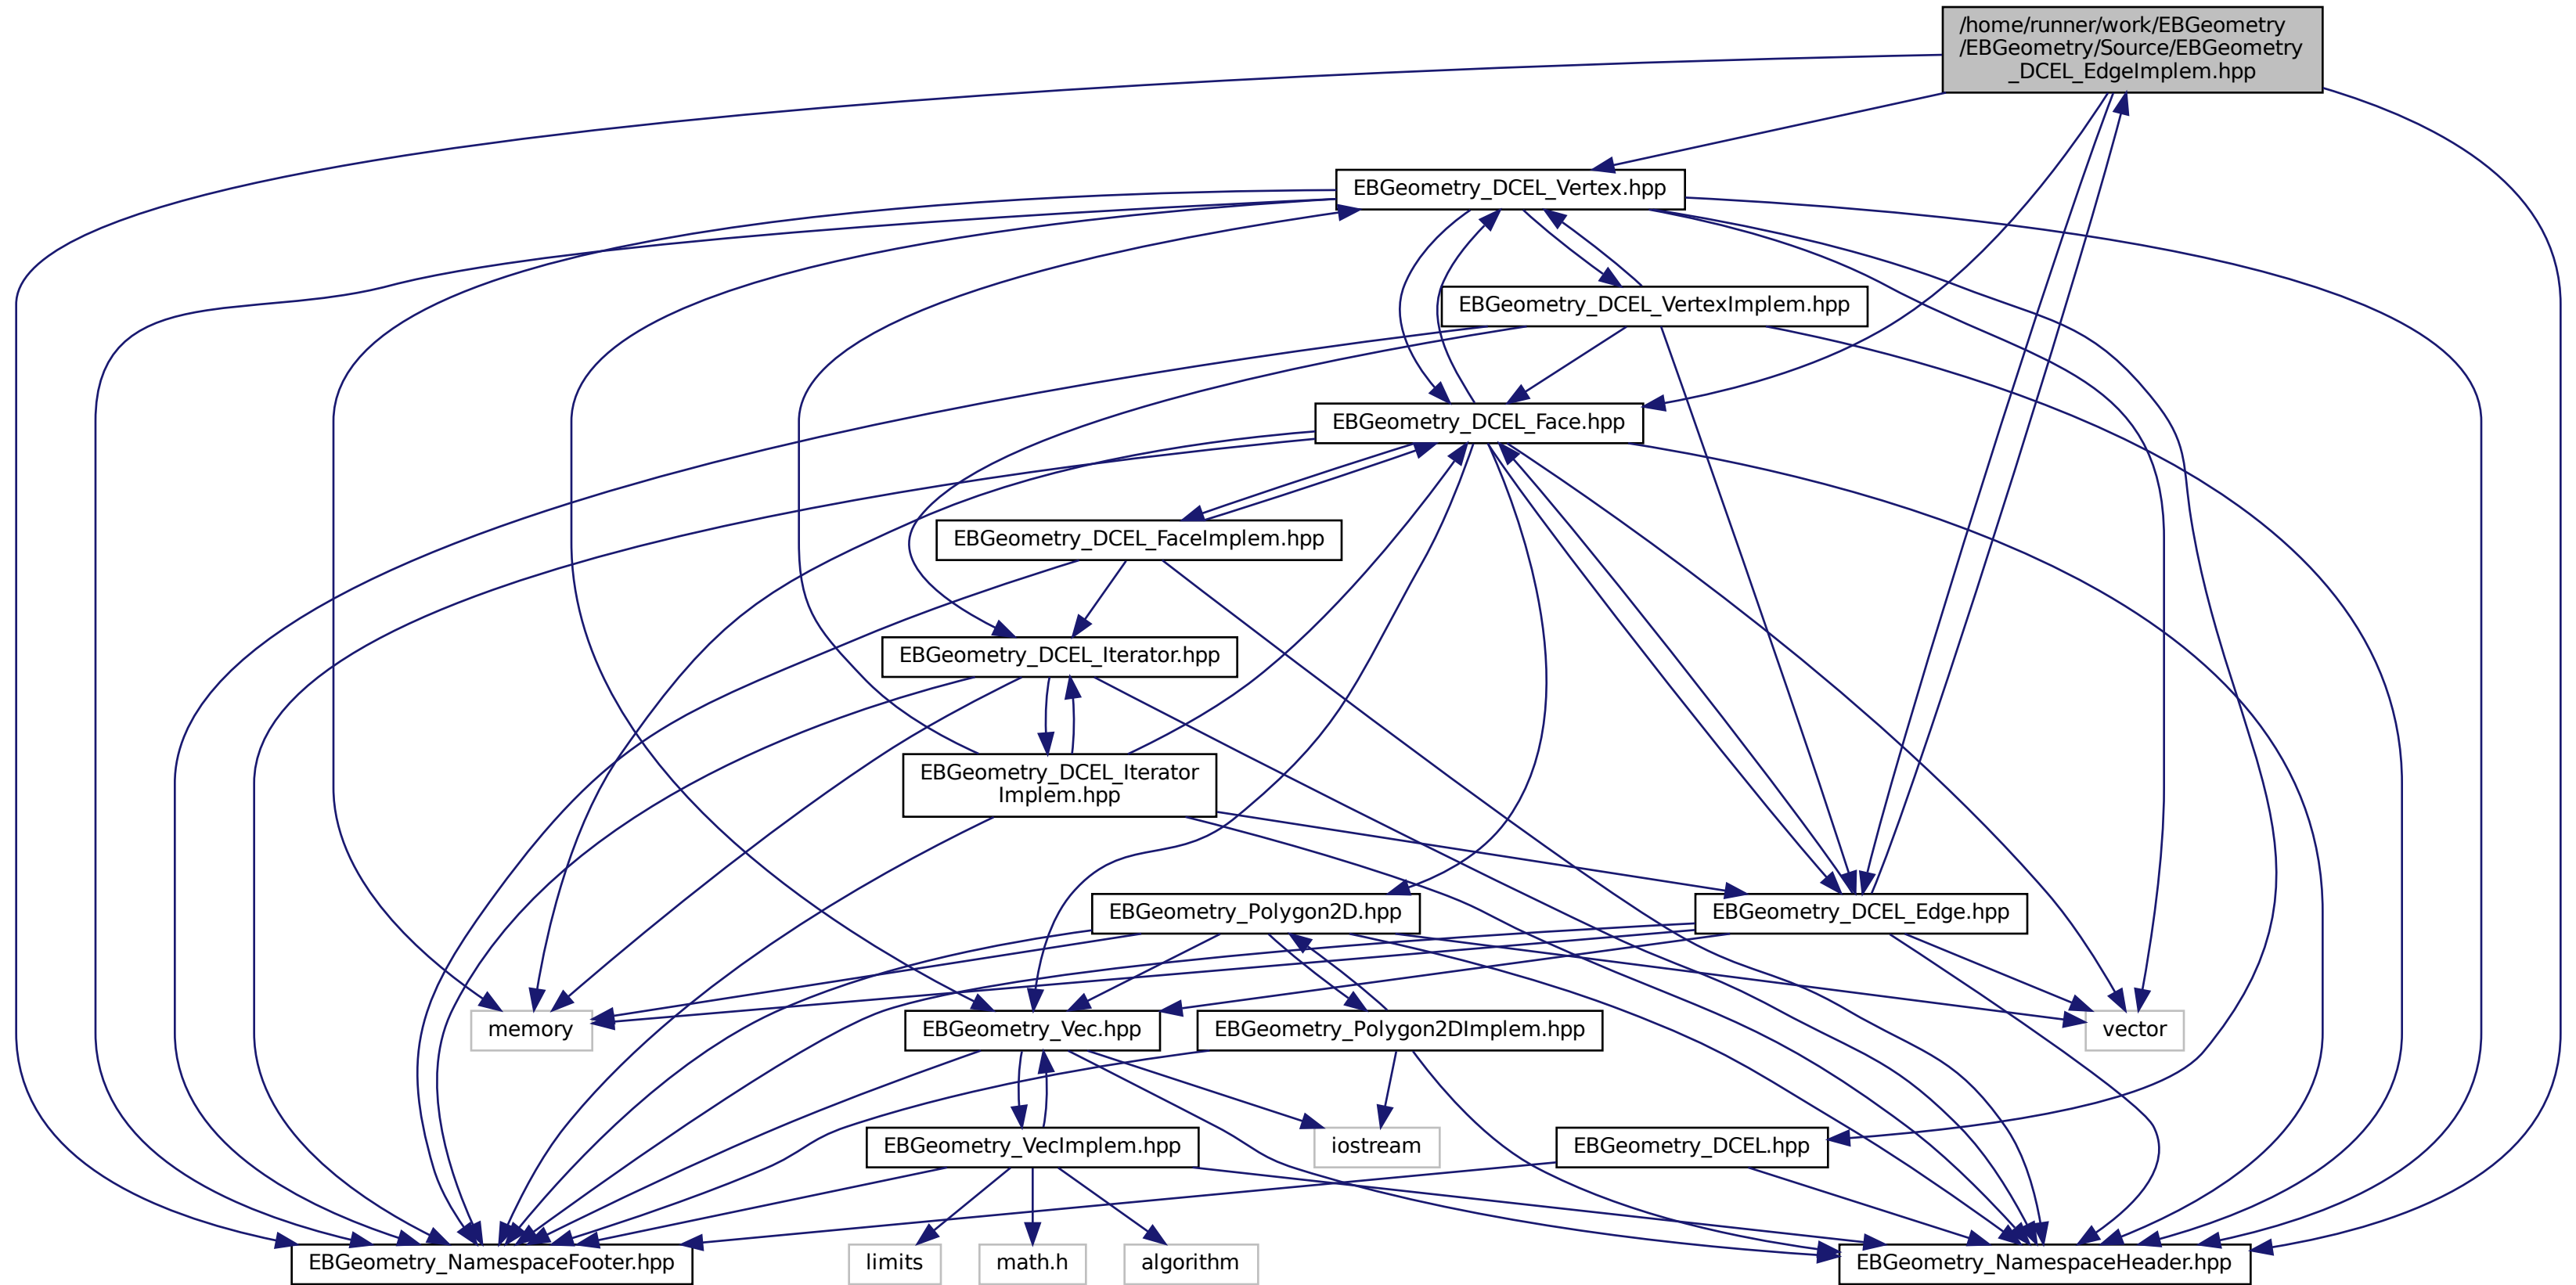 /home/runner/work/EBGeometry
/EBGeometry/Source/EBGeometry
_DCEL_EdgeImplem.hpp
EBGeometry_DCEL_Vertex.hpp
EBGeometry_DCEL_VertexImplem.hpp
EBGeometry_DCEL_Face.hpp
EBGeometry_DCEL_FaceImplem.hpp
EBGeometry_DCEL_Iterator.hpp
EBGeometry_DCEL_Iterator
Implem.hpp
EBGeometry_Polygon2D.hpp
EBGeometry_DCEL_Edge.hpp
memory
EBGeometry_Vec.hpp
EBGeometry_Polygon2DImplem.hpp
vector
EBGeometry_VecImplem.hpp
iostream
EBGeometry_DCEL.hpp
EBGeometry_NamespaceFooter.hpp
limits
math.h
algorithm
EBGeometry_NamespaceHeader.hpp